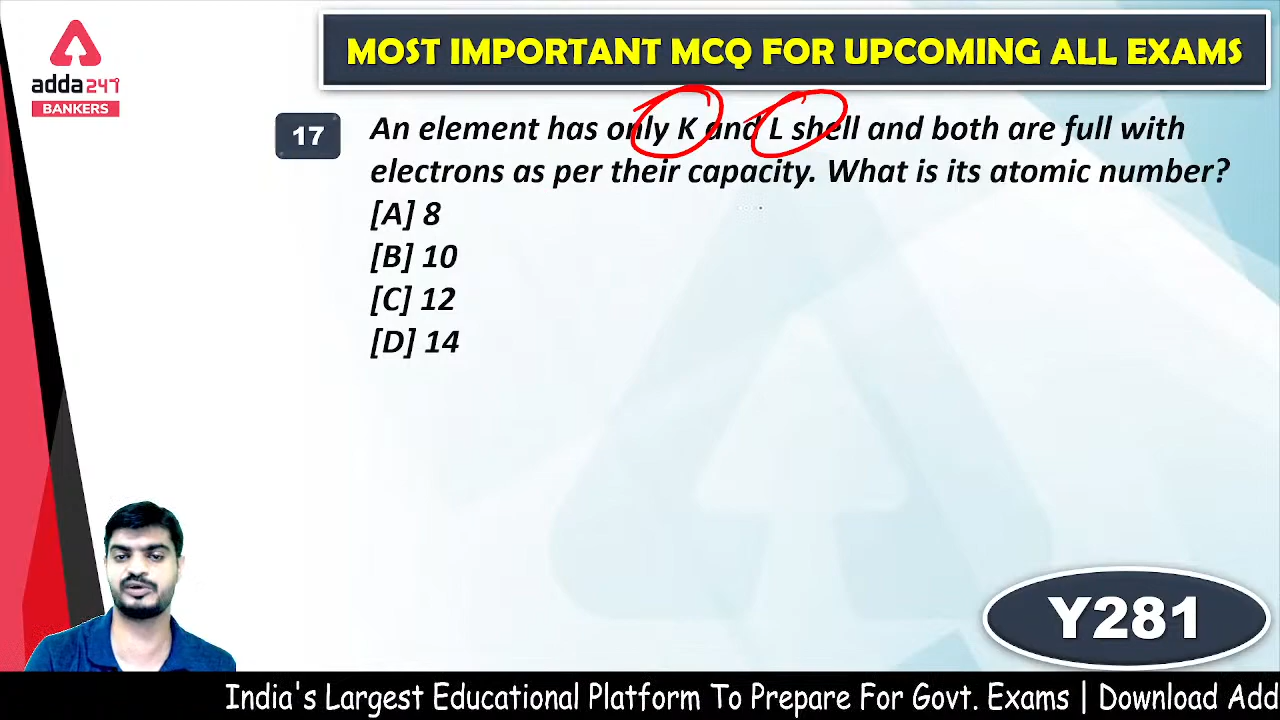 adda247
BANKERS
MOST IMPORTANT MCQ FOR UPCOMING ALL EXAMS
17
An element has only K and L shell and both are full with
electrons as per their capacity. What is its atomic number?
[A] 8
[B] 10
[C] 12
[D] 14
Y281
India's Largest Educational Platform To Prepare For Govt. Exams | Download Add